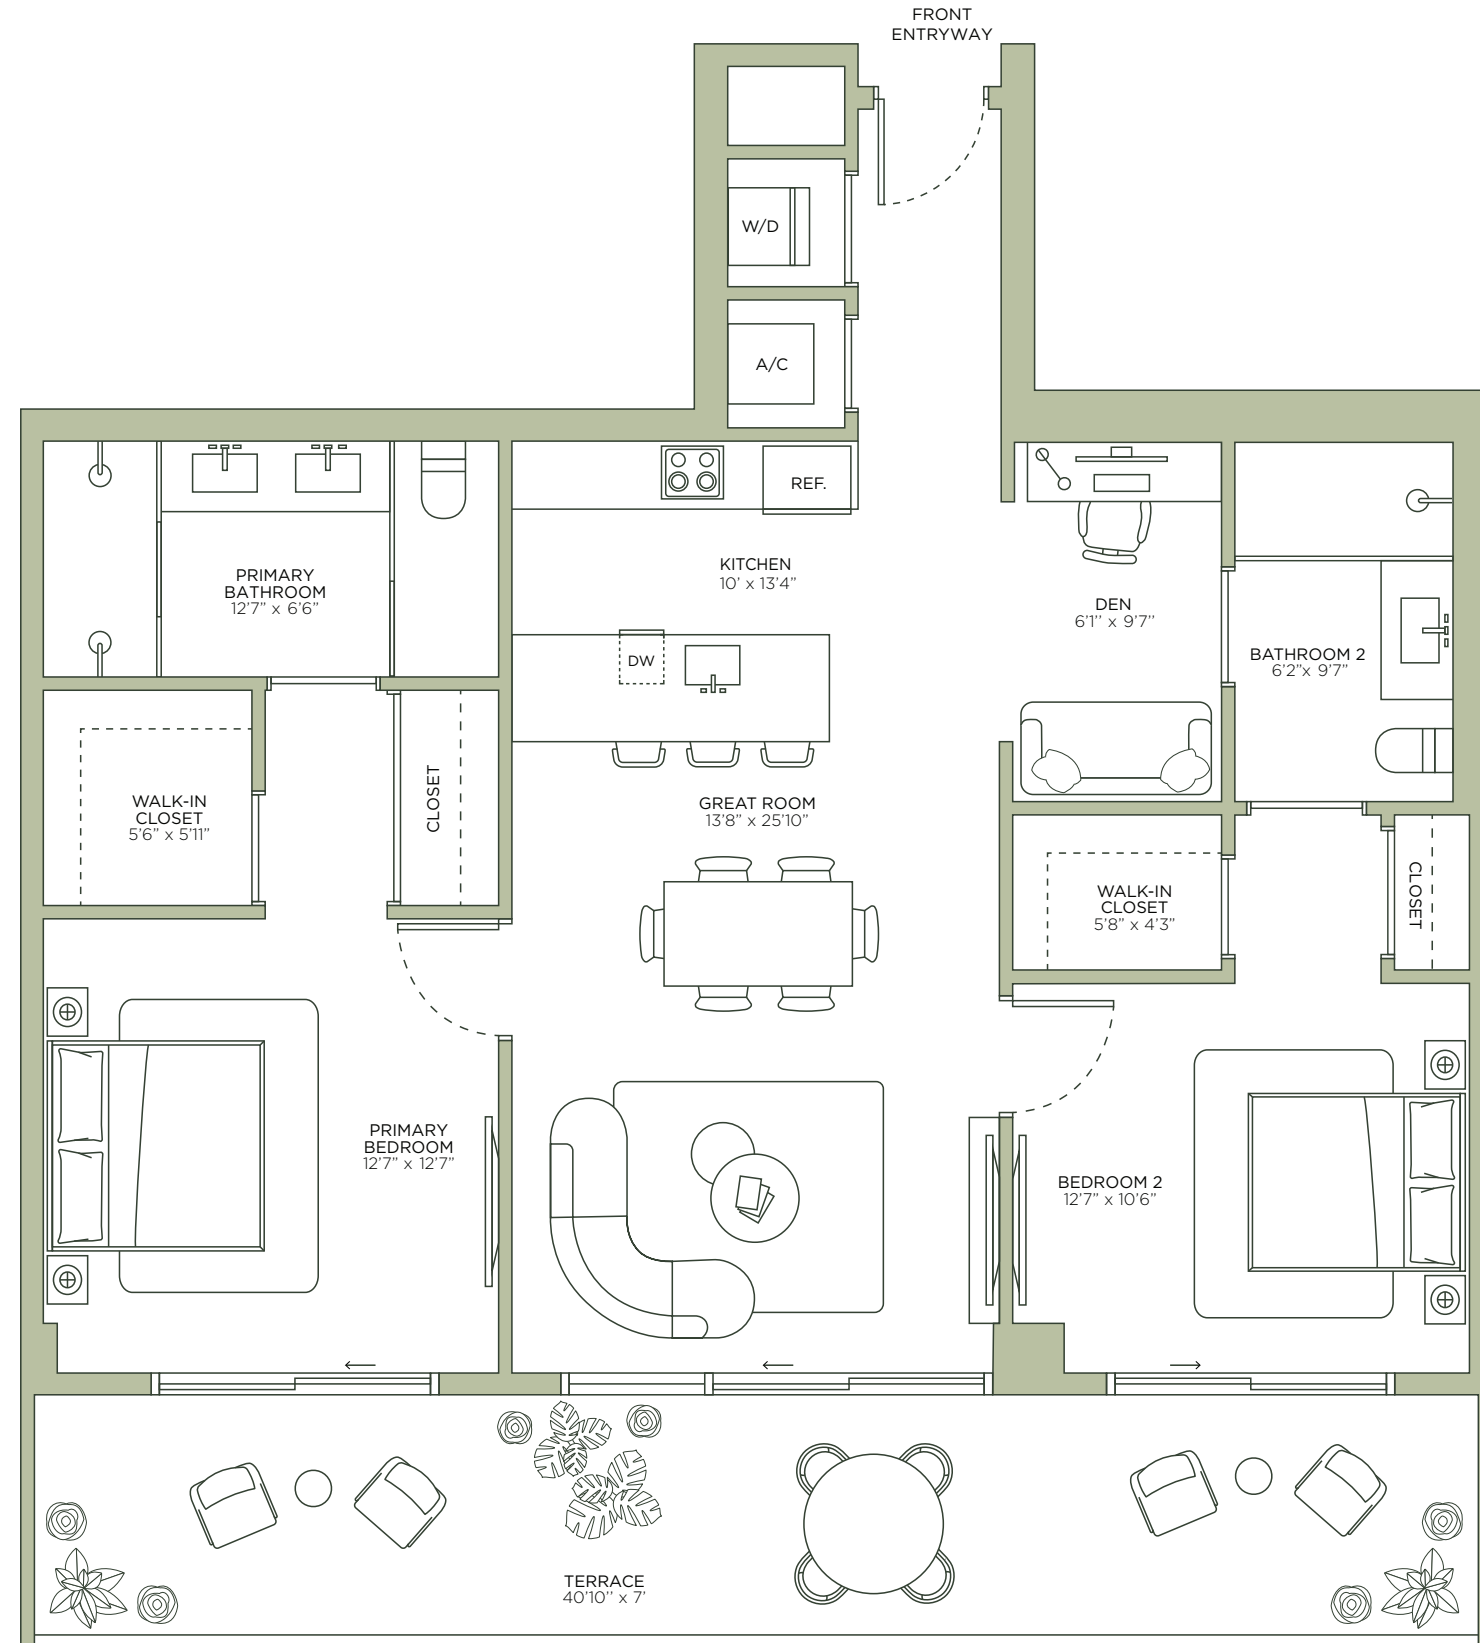 FRONT
ENTRYWAY
W/D
A/C
REF.
KITCHEN
10' x 13'4"
PRIMARY
BATHROOM
12'7" x 6'6"
DEN
6'1'' x 9'7''
BATHROOM 2
6'2"x 9'7"
DW
WALK-IN
CLOSET
5'6" x 5'11"
CLOSET
GREAT ROOM
13'8" x 25'10"
WALK-IN
CLOSET
5'8" x 4'3"
CLOSET
PRIMARY
BEDROOM
12'7" x 12'7"
BEDROOM 2
12'7" x 10'6"
TERRACE
40'10'' x 7'